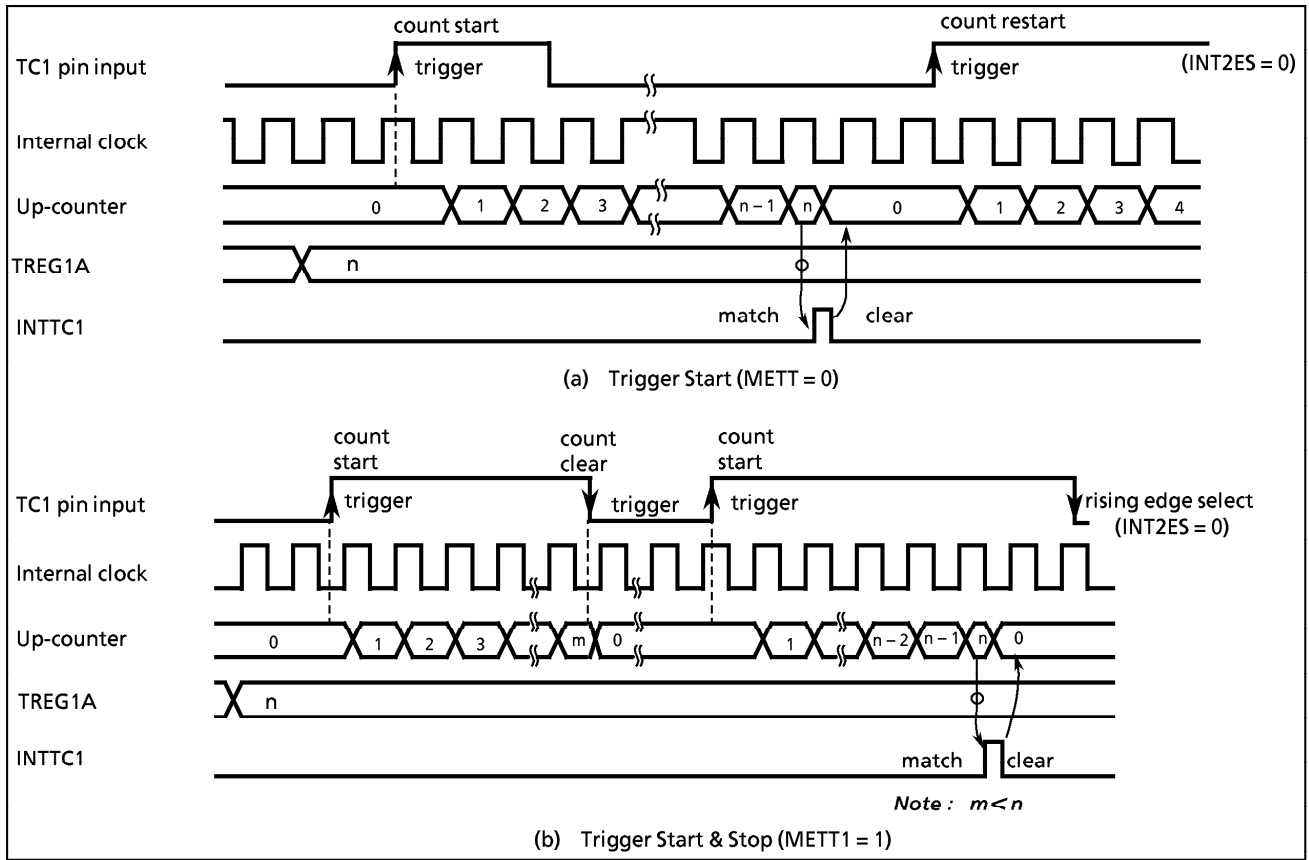 count start
count restart
TC1 pin input
trigger
trigger
(INT2ES = 0)
Internal clock
Up-counter
0 1 2 3 n – 1 n 0 1 2 3 4
TREG1A
n
INTTC1
match
clear
(a) Trigger Start (METT = 0)
count
start
count
clear
count
start
TC1 pin input
trigger
trigger
trigger
rising edge select
(INT2ES = 0)
Internal clock
Up-counter
0 1 2 3 m 0 1 n – 2 n – 1 n 0
TREG1A
n
INTTC1
match
clear
Note : m < n
(b) Trigger Start & Stop (METT1 = 1)